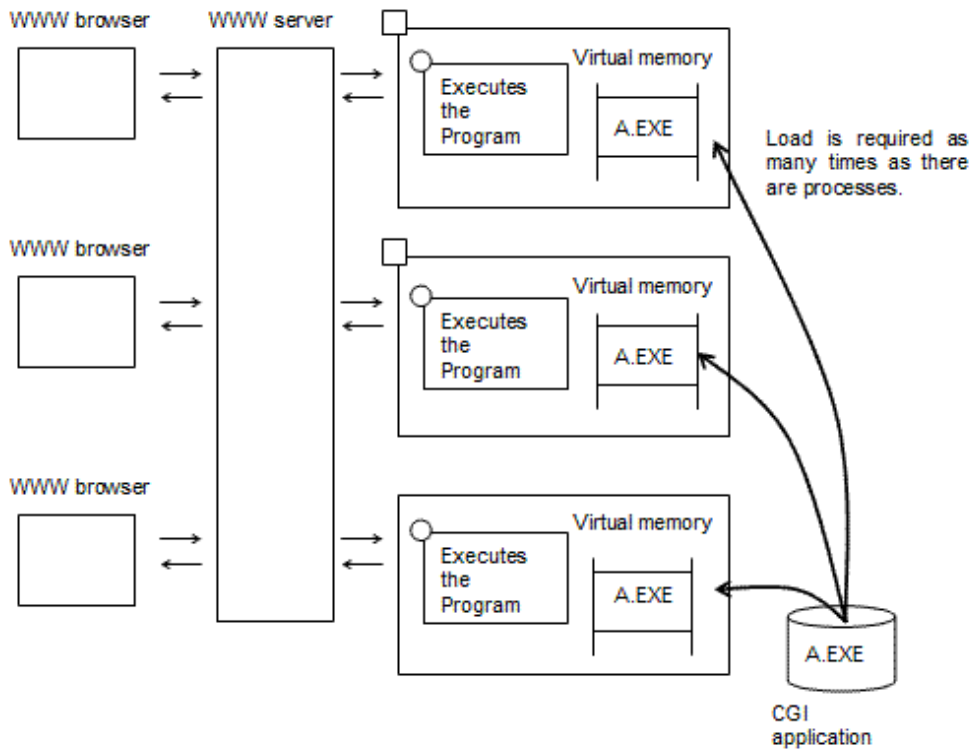 WWW browser
WWW server
Virtual memory
Executes
the
Program
A.EXE
Load is required as
many times as there
are processes.
WWW browser
Virtual memory
Executes
the
Program
A.EXE
WWW browser
Virtual memory
Executes
the
Program
A.EXE
A.EXE
CGI
application